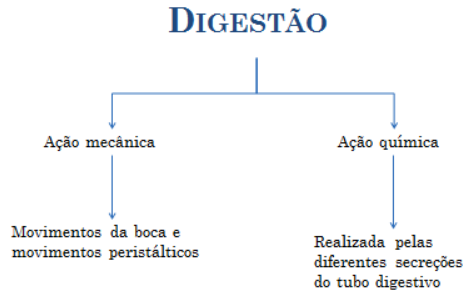 DIGESTÃO
Ação mecânica
Ação química
Movimentos da boca e
movimentos peristálticos
Realizada pelas
diferentes secreções
do tubo digestivo